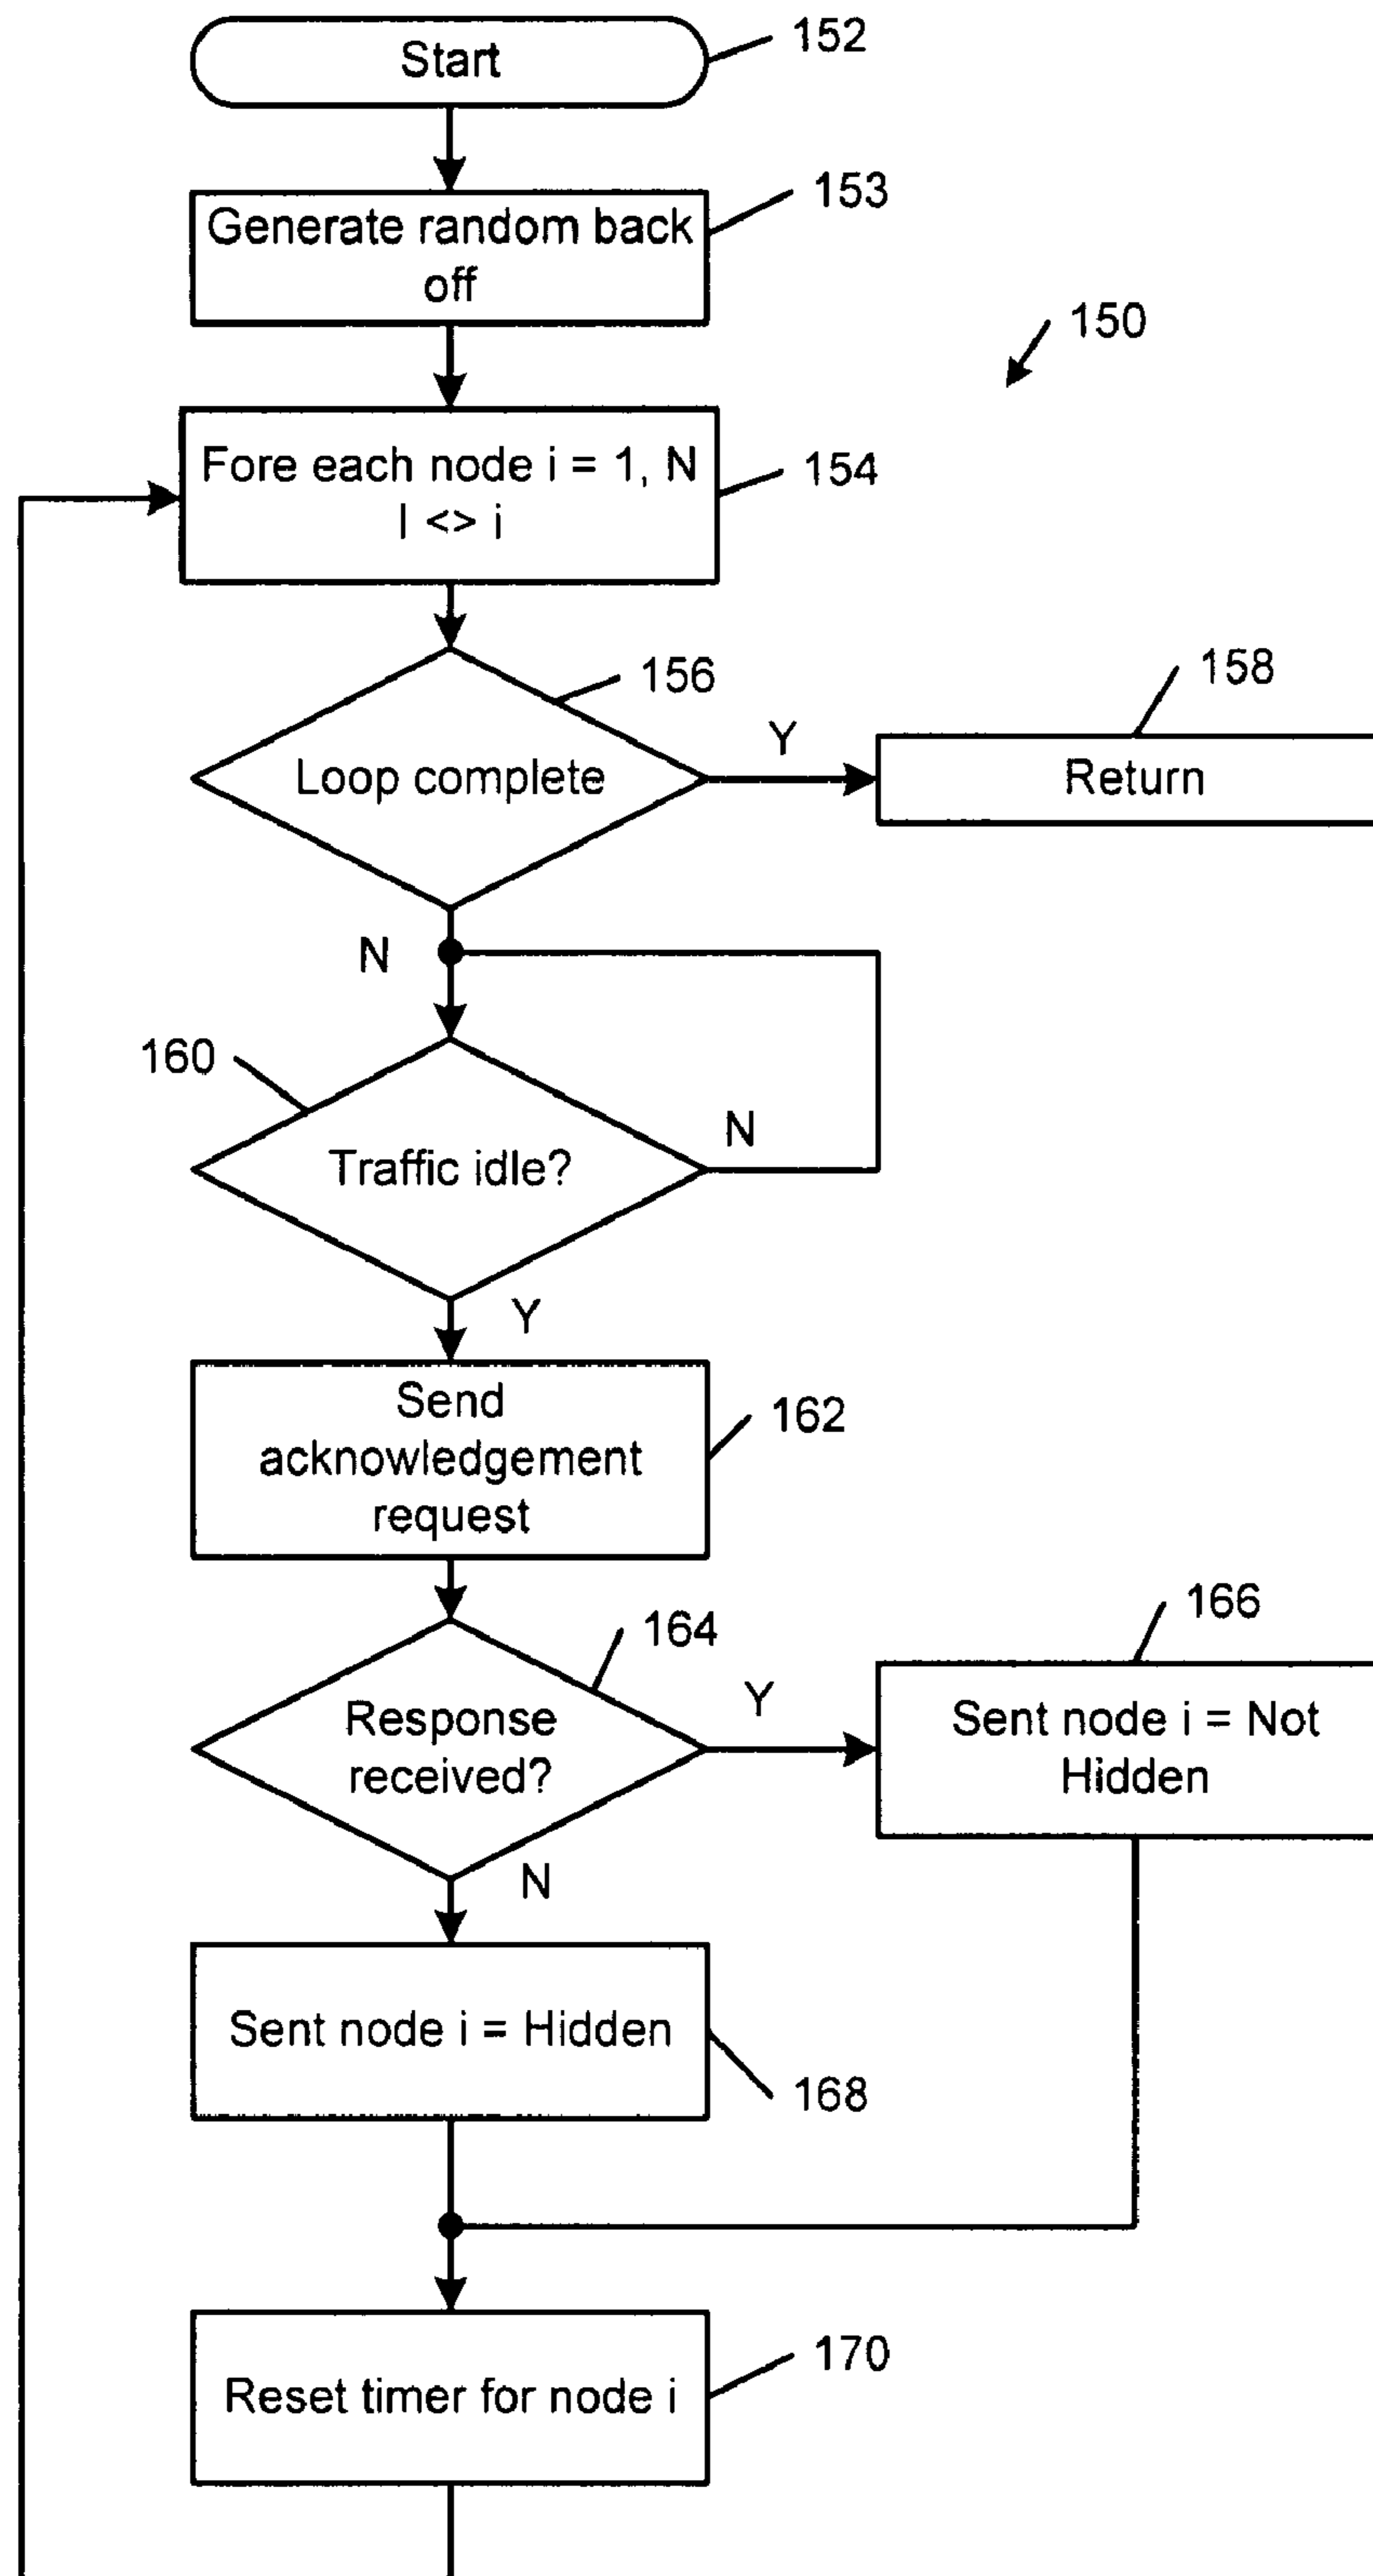 Start
152
Generate random back
off
153
150
Fore each node i = 1, N
I <> i
154
156
Loop complete
Y
158
Return
N
160
Traffic idle?
N
Y
Send
acknowledgement
request
162
164
Response
received?
Y
166
Sent node i = Not
Hidden
N
Sent node i = Hidden
168
Reset timer for node i
170